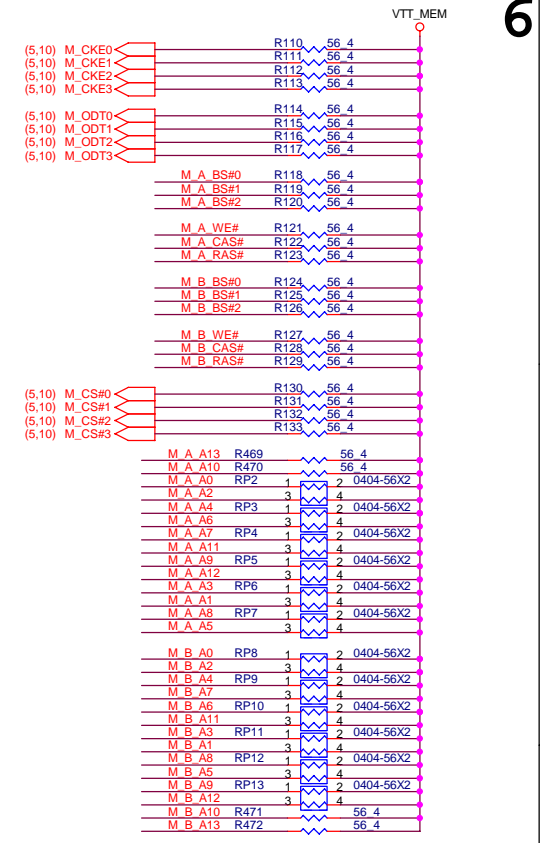 VTT_MEM
6
(5,10) M_CKE0 R110 56_4
(5,10) M_CKE1 R111 56_4
(5,10) M_CKE2 R112 56_4
(5,10) M_CKE3 R113 56_4
(5,10) M_ODT0 R114 56_4
(5,10) M_ODT1 R115 56_4
(5,10) M_ODT2 R116 56_4
(5,10) M_ODT3 R117 56_4
M_A_BS#0 R118 56_4
M_A_BS#1 R119 56_4
M_A_BS#2 R120 56_4
M_A_WE# R121 56_4
M_A_CAS# R122 56_4
M_A_RAS# R123 56_4
M_B_BS#0 R124 56_4
M_B_BS#1 R125 56_4
M_B_BS#2 R126 56_4
M_B_WE# R127 56_4
M_B_CAS# R128 56_4
M_B_RAS# R129 56_4
(5,10) M_CS#0 R130 56_4
(5,10) M_CS#1 R131 56_4
(5,10) M_CS#2 R132 56_4
(5,10) M_CS#3 R133 56_4
M_A_A13 R469 56_4
M_A_A10 R470 56_4
M_A_A0 RP2 1 2 0404-56X2
M_A_A2 3 4
M_A_A4 RP3 1 2 0404-56X2
M_A_A6 3 4
M_A_A7 RP4 1 2 0404-56X2
M_A_A11 3 4
M_A_A9 RP5 1 2 0404-56X2
M_A_A12 3 4
M_A_A3 RP6 1 2 0404-56X2
M_A_A1 3 4
M_A_A8 RP7 1 2 0404-56X2
M_A_A5 3 4
M_B_A0 RP8 1 2 0404-56X2
M_B_A2 3 4
M_B_A4 RP9 1 2 0404-56X2
M_B_A7 3 4
M_B_A6 RP10 1 2 0404-56X2
M_B_A11 3 4
M_B_A3 RP11 1 2 0404-56X2
M_B_A1 3 4
M_B_A8 RP12 1 2 0404-56X2
M_B_A5 3 4
M_B_A9 RP13 1 2 0404-56X2
M_B_A12 3 4
M_B_A10 R471 56_4
M_B_A13 R472 56_4